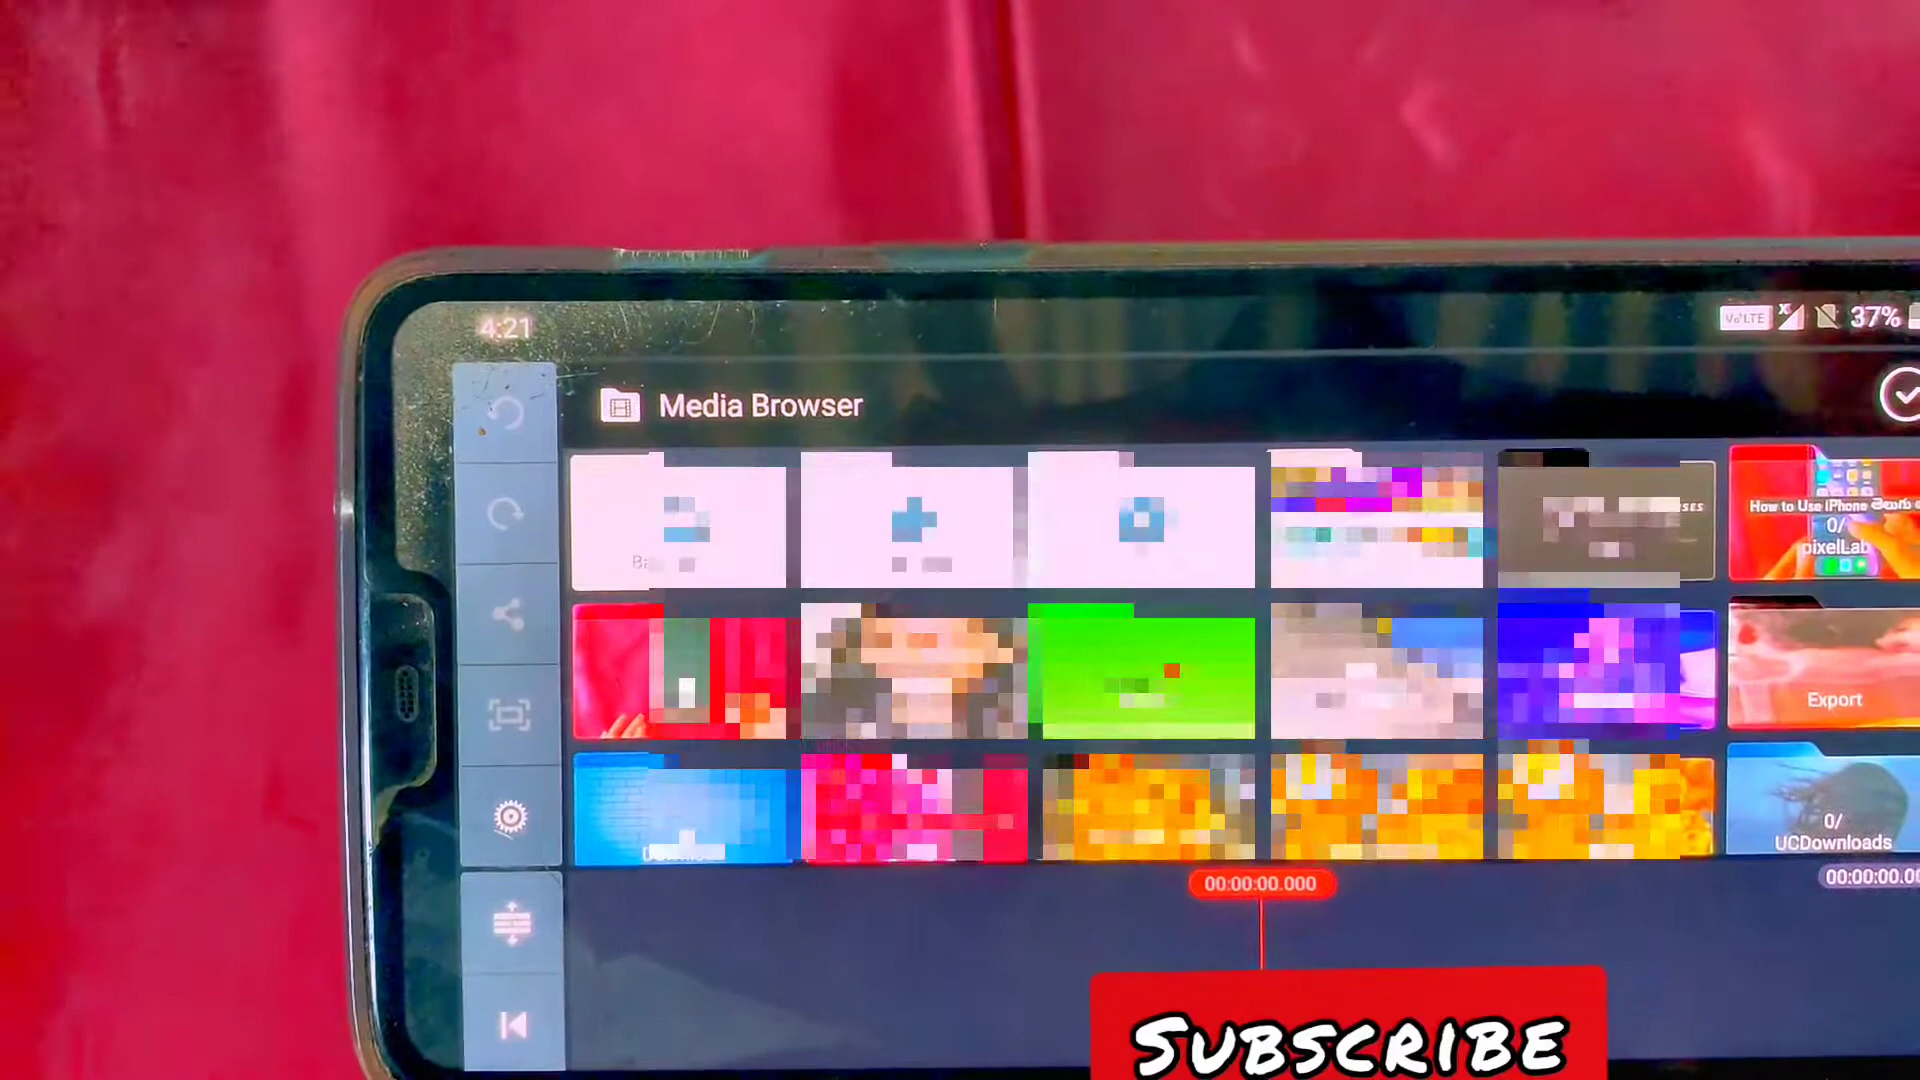 4:21
VoLTE
37%
Media Browser
How to Use iPhone తెలుగు
0/
pixelLab
Export
0/
UCDownloads
00:00:00.000
SUBSCRIBE